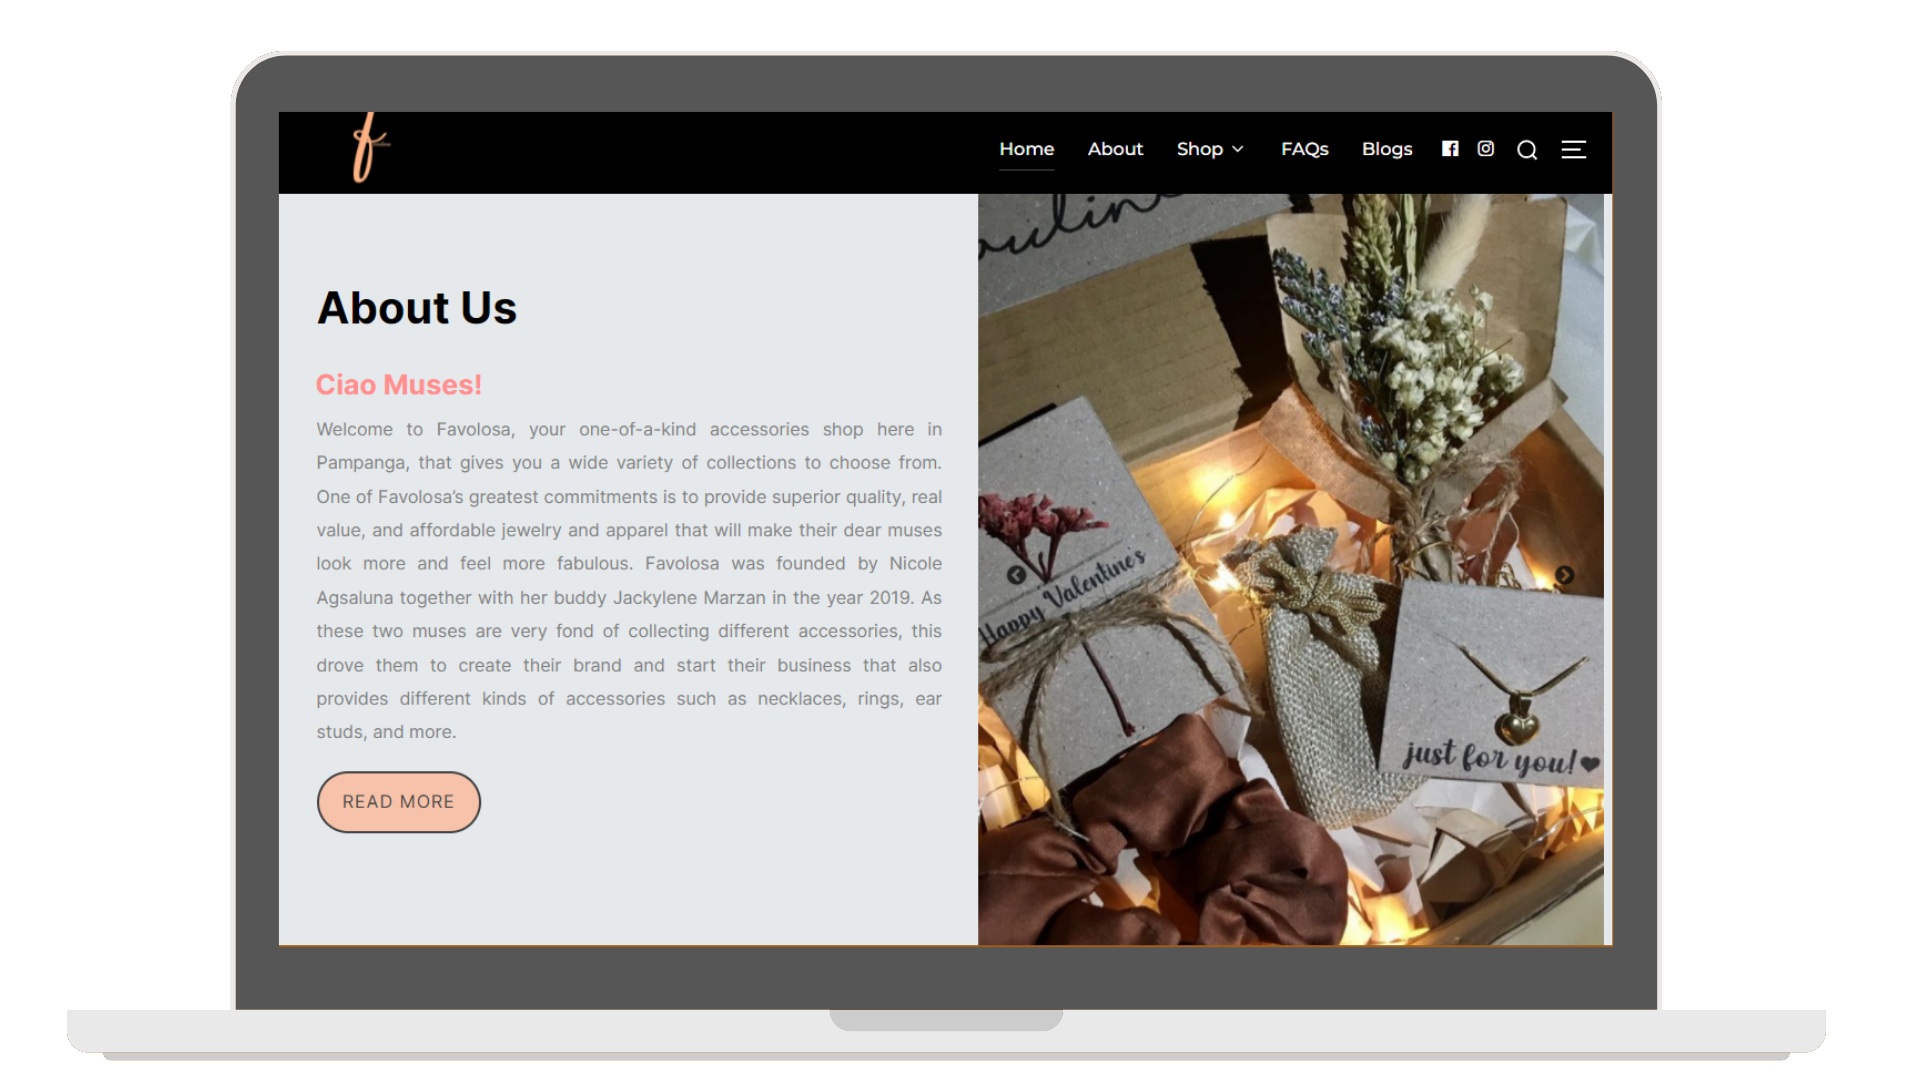 f
Home About Shop FAQs Blogs
About Us
Ciao Muses!
Welcome to Favolosa, your one-of-a-kind accessories shop here in
Pampanga, that gives you a wide variety of collections to choose from.
One of Favolosa's greatest commitments is to provide superior quality, real
value, and affordable jewelry and apparel that will make their dear muses
look more and feel more fabulous. Favolosa was founded by Nicole
Agsaluna together with her buddy Jackylene Marzan in the year 2019. As
these two muses are very fond of collecting different accessories, this
drove them to create their brand and start their business that also
provides different kinds of accessories such as necklaces, rings, ear
studs, and more.
READ MORE
Happy Valentine's
just for you!